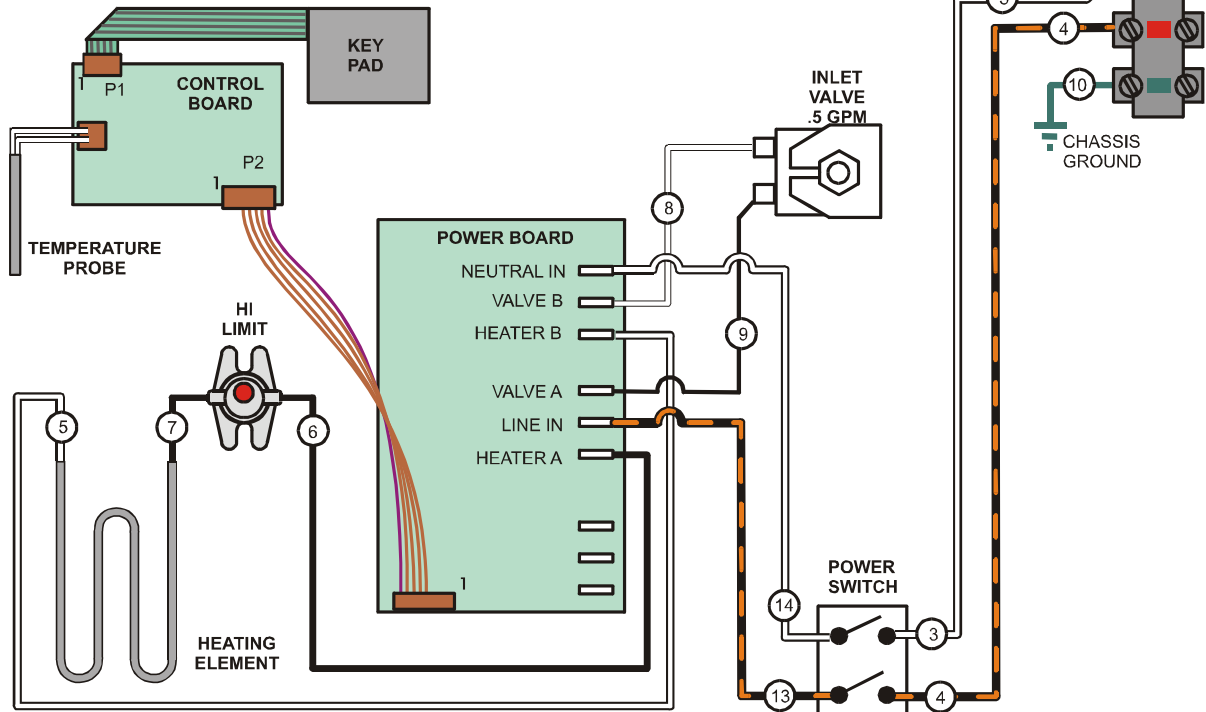 3
4
KEY
PAD
1
P1
CONTROL
BOARD
INLET
VALVE
.5 GPM
10
CHASSIS
GROUND
P2
1
8
TEMPERATURE
PROBE
POWER BOARD
NEUTRAL IN
VALVE B
HEATER B
9
HI
LIMIT
VALVE A
LINE IN
HEATER A
5
7
6
1
POWER
SWITCH
14
3
HEATING
ELEMENT
13
4